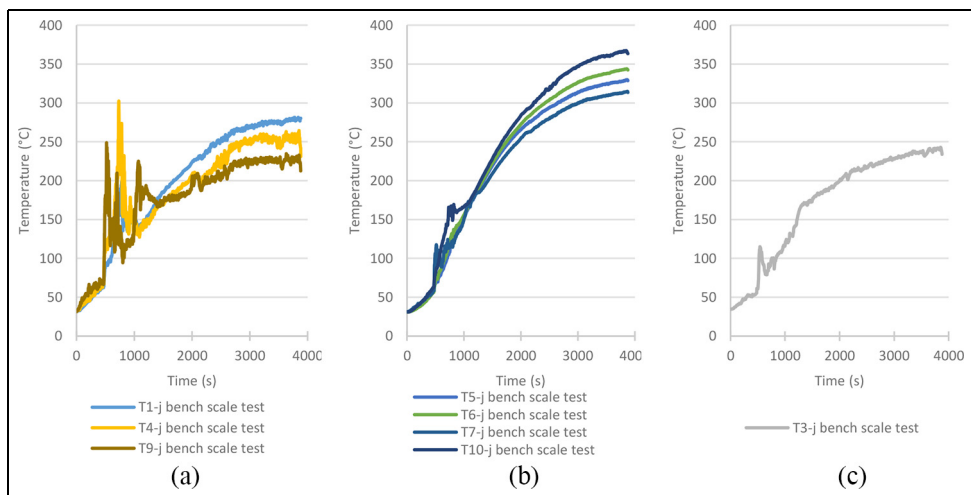 400
350
300
250
200
150
100
50
0
Temperature (°C)
0 1000 2000 3000 4000
Time (s)
T1-j bench scale test
T4-j bench scale test
T9-j bench scale test
(a)
400
350
300
250
200
150
100
50
0
Temperature (°C)
0 1000 2000 3000 400
Time (s)
T5-j bench scale test
T6-j bench scale test
T7-j bench scale test
T10-j bench scale test
(b)
400
350
300
250
200
150
100
50
0
Temperature (°C)
0 1000 2000 3000 4000
Time (s)
T3-j bench scale test
(c)